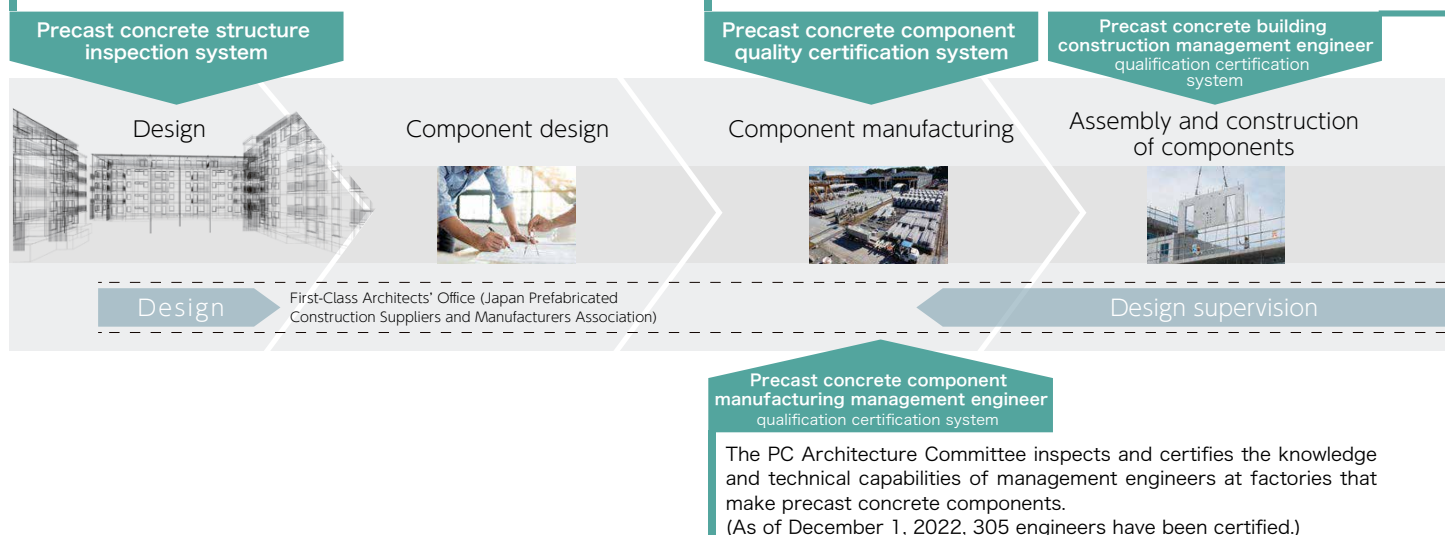 Precast concrete structure
inspection system
Precast concrete component
quality certification system
Precast concrete building
construction management engineer
qualification certification
system
Design
Component design
Component manufacturing
Assembly and construction
of components
Design
First-Class Architects' Office (Japan Prefabricated
Construction Suppliers and Manufacturers Association)
Design supervision
Precast concrete component
manufacturing management engineer
qualification certification system
The PC Architecture Committee inspects and certifies the knowledge
and technical capabilities of management engineers at factories that
make precast concrete components.
(As of December 1, 2022, 305 engineers have been certified.)